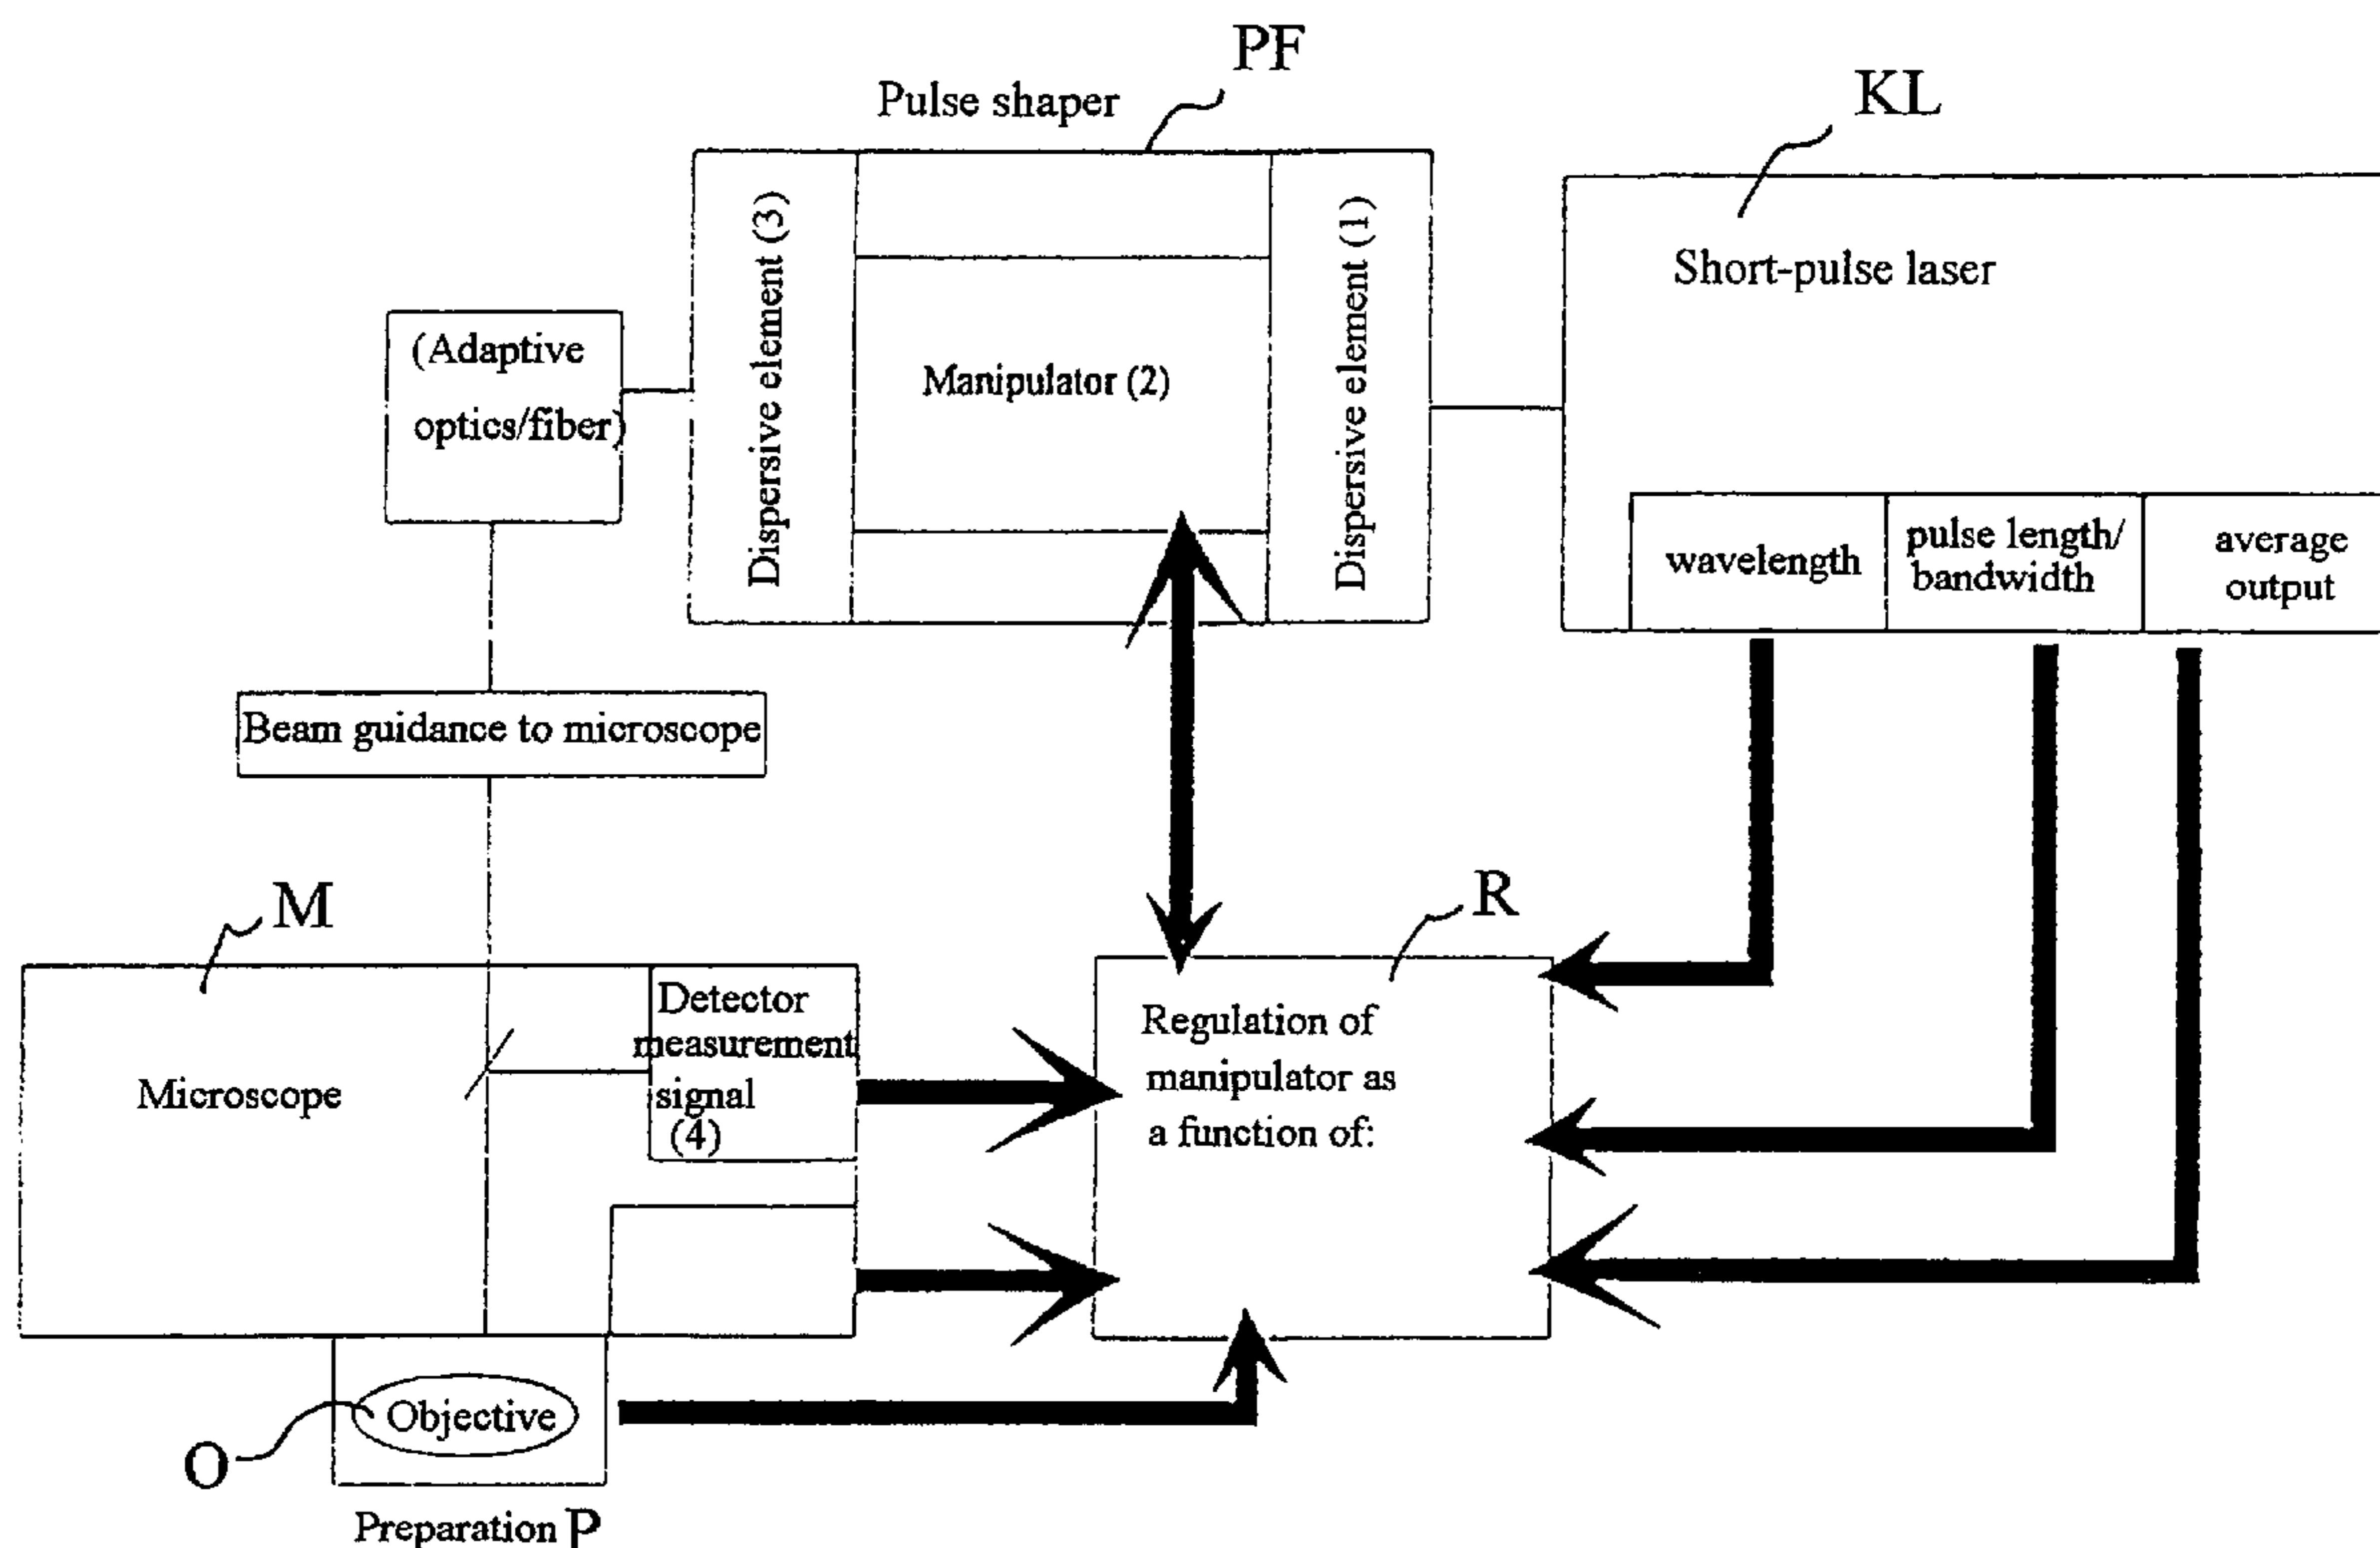 PF
Pulse shaper
KL
Dispersive element (3)
Manipulator (2)
Dispersive element (1)
Short-pulse laser
(Adaptive
optics/fiber)
wavelength
pulse length/
bandwidth
average
output
Beam guidance to microscope
M
R
Microscope
Detector
measurement
signal
(4)
Regulation of
manipulator as
a function of:
Objective
O
Preparation P